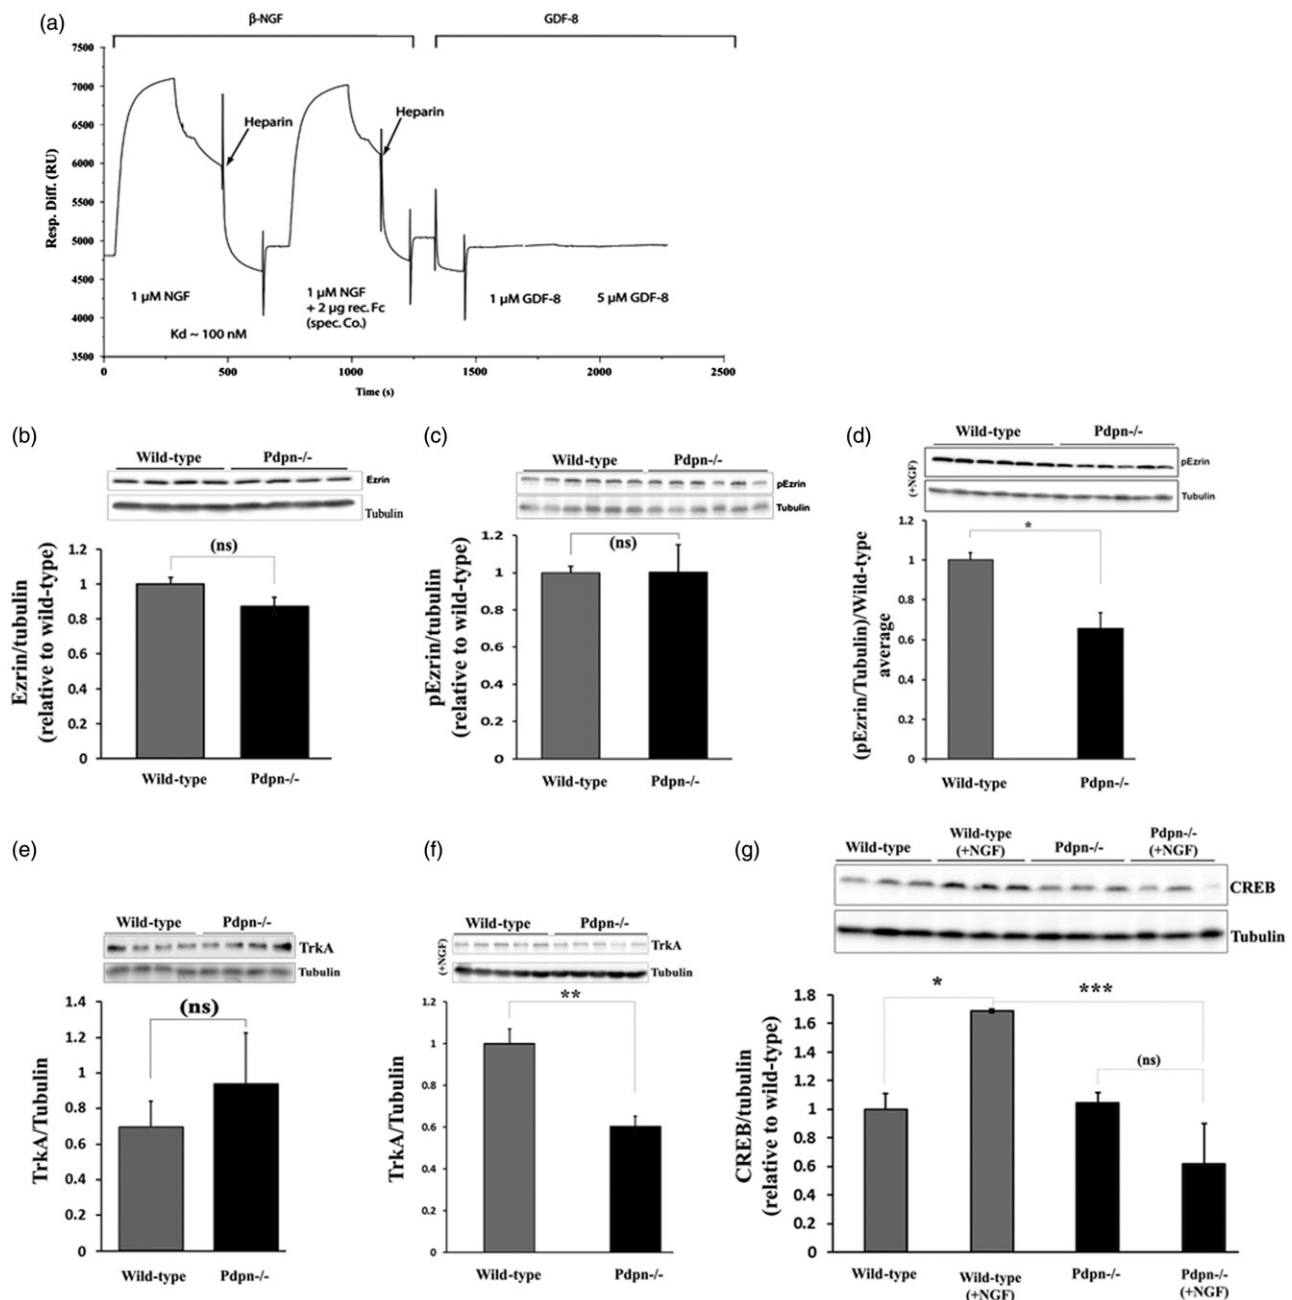 (a)
β-NGF
GDF-8
7500
7000
6500
6000
5500
5000
4500
4000
3500
Resp. Diff. (RU)
Heparin
Heparin
1 µM NGF
Kd ~ 100 nM
1 µM NGF
+ 2 µg rec. Fc
(spec. Co.)
1 µM GDF-8
5 µM GDF-8
0
500
1000
1500
2000
2500
Time (s)
(b)
Wild-type
Pdpn-/-
Ezrin
Tubulin
(ns)
1.2
1
0.8
0.6
0.4
0.2
0
Ezrin/tubulin
(relative to wild-type)
Wild-type
Pdpn-/-
(c)
Wild-type
Pdpn-/-
pEzrin
Tubulin
(ns)
1.2
1
0.8
0.6
0.4
0.2
0
pEzrin/tubulin
(relative to wild-type)
Wild-type
Pdpn-/-
(d)
Wild-type
Pdpn-/-
(+NGF)
pEzrin
Tubulin
*
1.2
1
0.8
0.6
0.4
0.2
0
(pEzrin/Tubulin)/Wild-type
average
Wild-type
Pdpn-/-
(e)
Wild-type
Pdpn-/-
TrkA
Tubulin
(ns)
1.4
1.2
1
0.8
0.6
0.4
0.2
0
TrkA/Tubulin
Wild-type
Pdpn-/-
(f)
Wild-type
Pdpn-/-
(+NGF)
TrkA
Tubulin
**
1.2
1
0.8
0.6
0.4
0.2
0
TrkA/Tubulin
Wild-type
Pdpn-/-
(g)
Wild-type
Wild-type
(+NGF)
Pdpn-/-
Pdpn-/-
(+NGF)
CREB
Tubulin
*
***
(ns)
1.8
1.6
1.4
1.2
1
0.8
0.6
0.4
0.2
0
CREB/tubulin
(relative to wild-type)
Wild-type
Wild-type
(+NGF)
Pdpn-/-
Pdpn-/-
(+NGF)